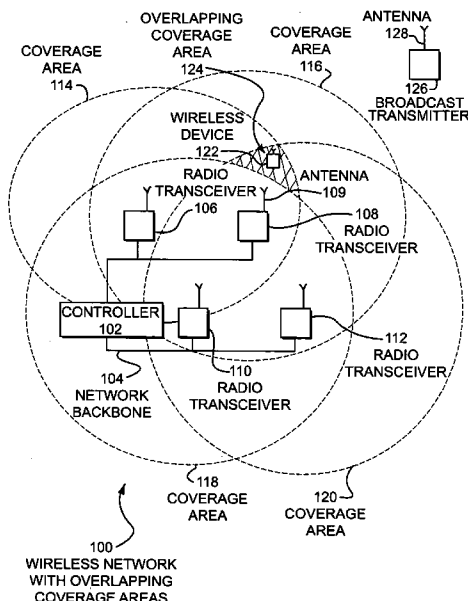 OVERLAPPING
COVERAGE
AREA
124
COVERAGE
AREA
114
COVERAGE
AREA
116
ANTENNA
128
126
BROADCAST
TRANSMITTER
WIRELESS
DEVICE
122
RADIO
TRANSCEIVER
106
ANTENNA
109
108
RADIO
TRANSCEIVER
CONTROLLER
102
104
NETWORK
BACKBONE
110
RADIO
TRANSCEIVER
112
RADIO
TRANSCEIVER
118
COVERAGE
AREA
120
COVERAGE
AREA
100
WIRELESS NETWORK
WITH OVERLAPPING
COVERAGE AREAS